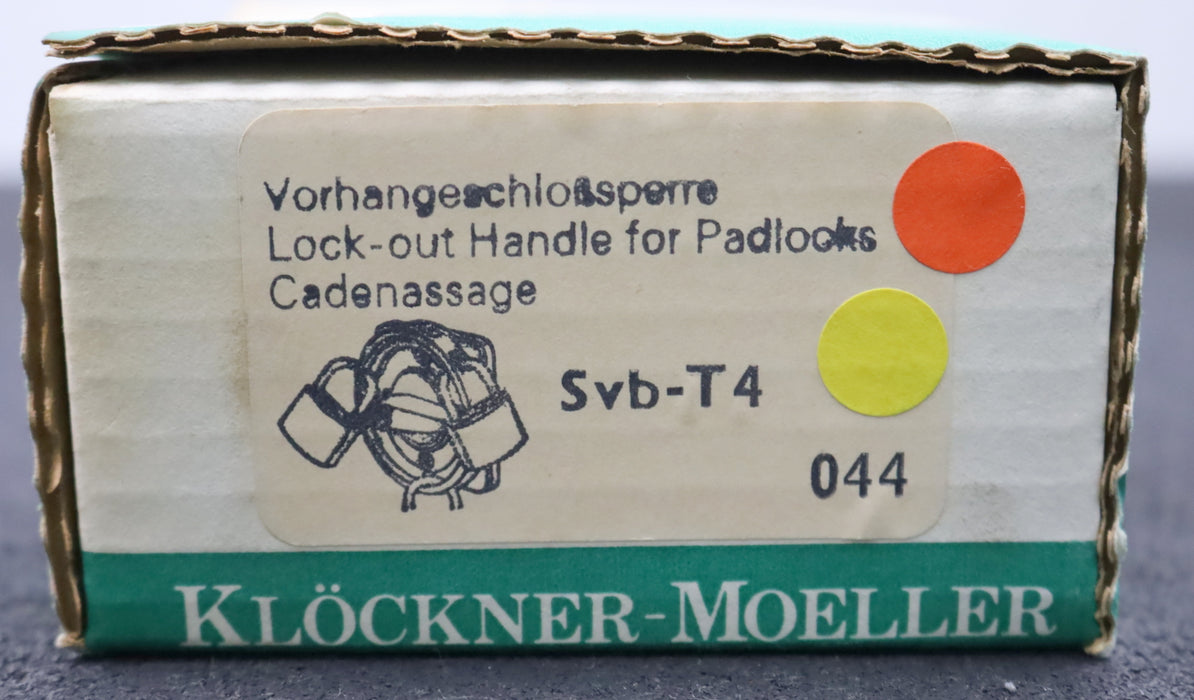 Vorhangeschloßsperre
Lock-out Handle for Padlocks
Cadenassage
Svb-T4
044
KLÖCKNER-MOELLER